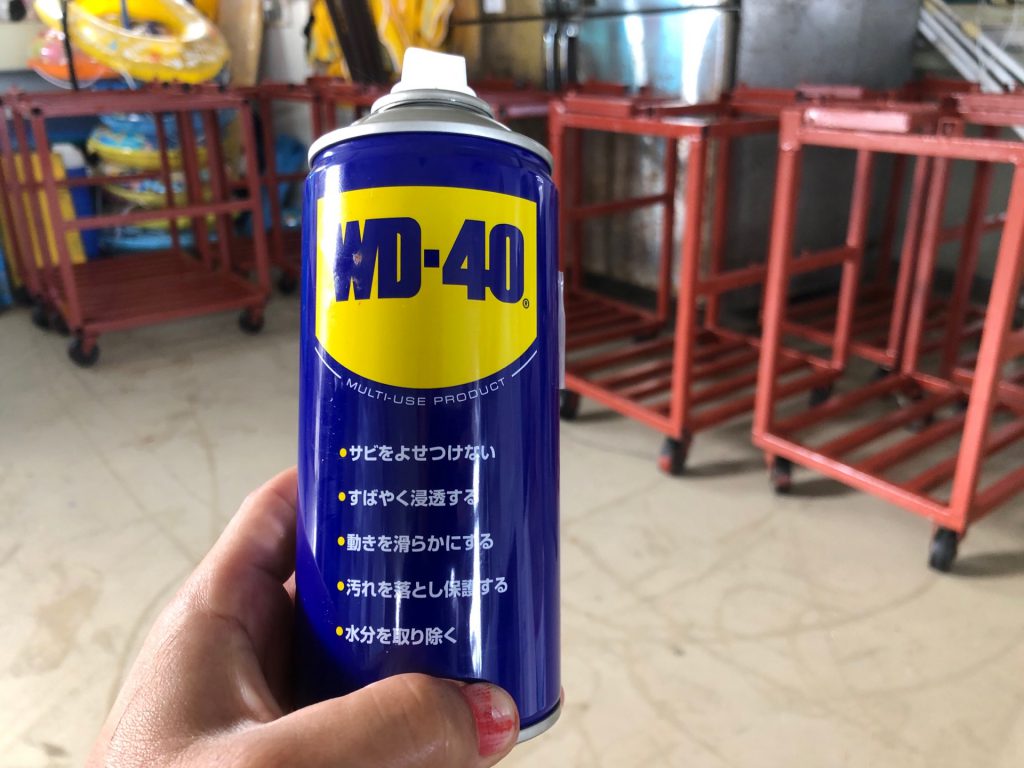 WD-40®
MULTI-USE PRODUCT
•サビをよせつけない
•すばやく浸透する
•動きを滑らかにする
•汚れを落とし保護する
•水分を取り除く